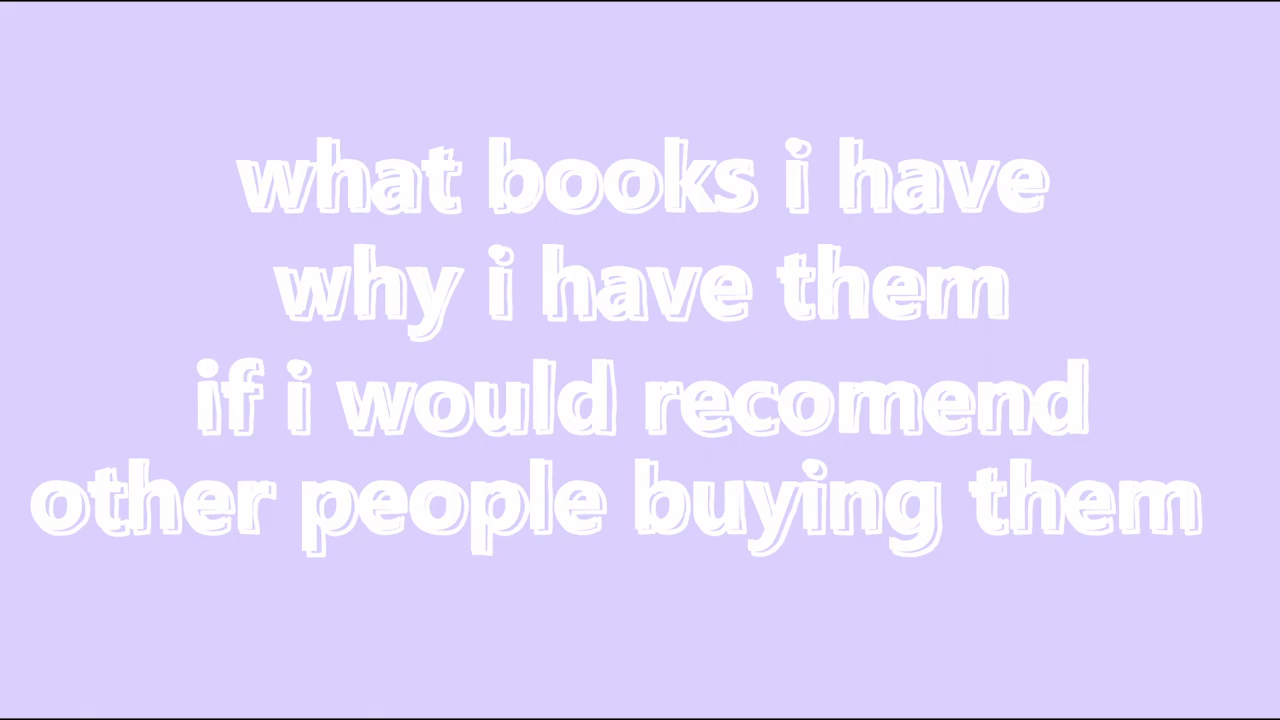 what books i have
why i have them
if i would recomend
other people buying them